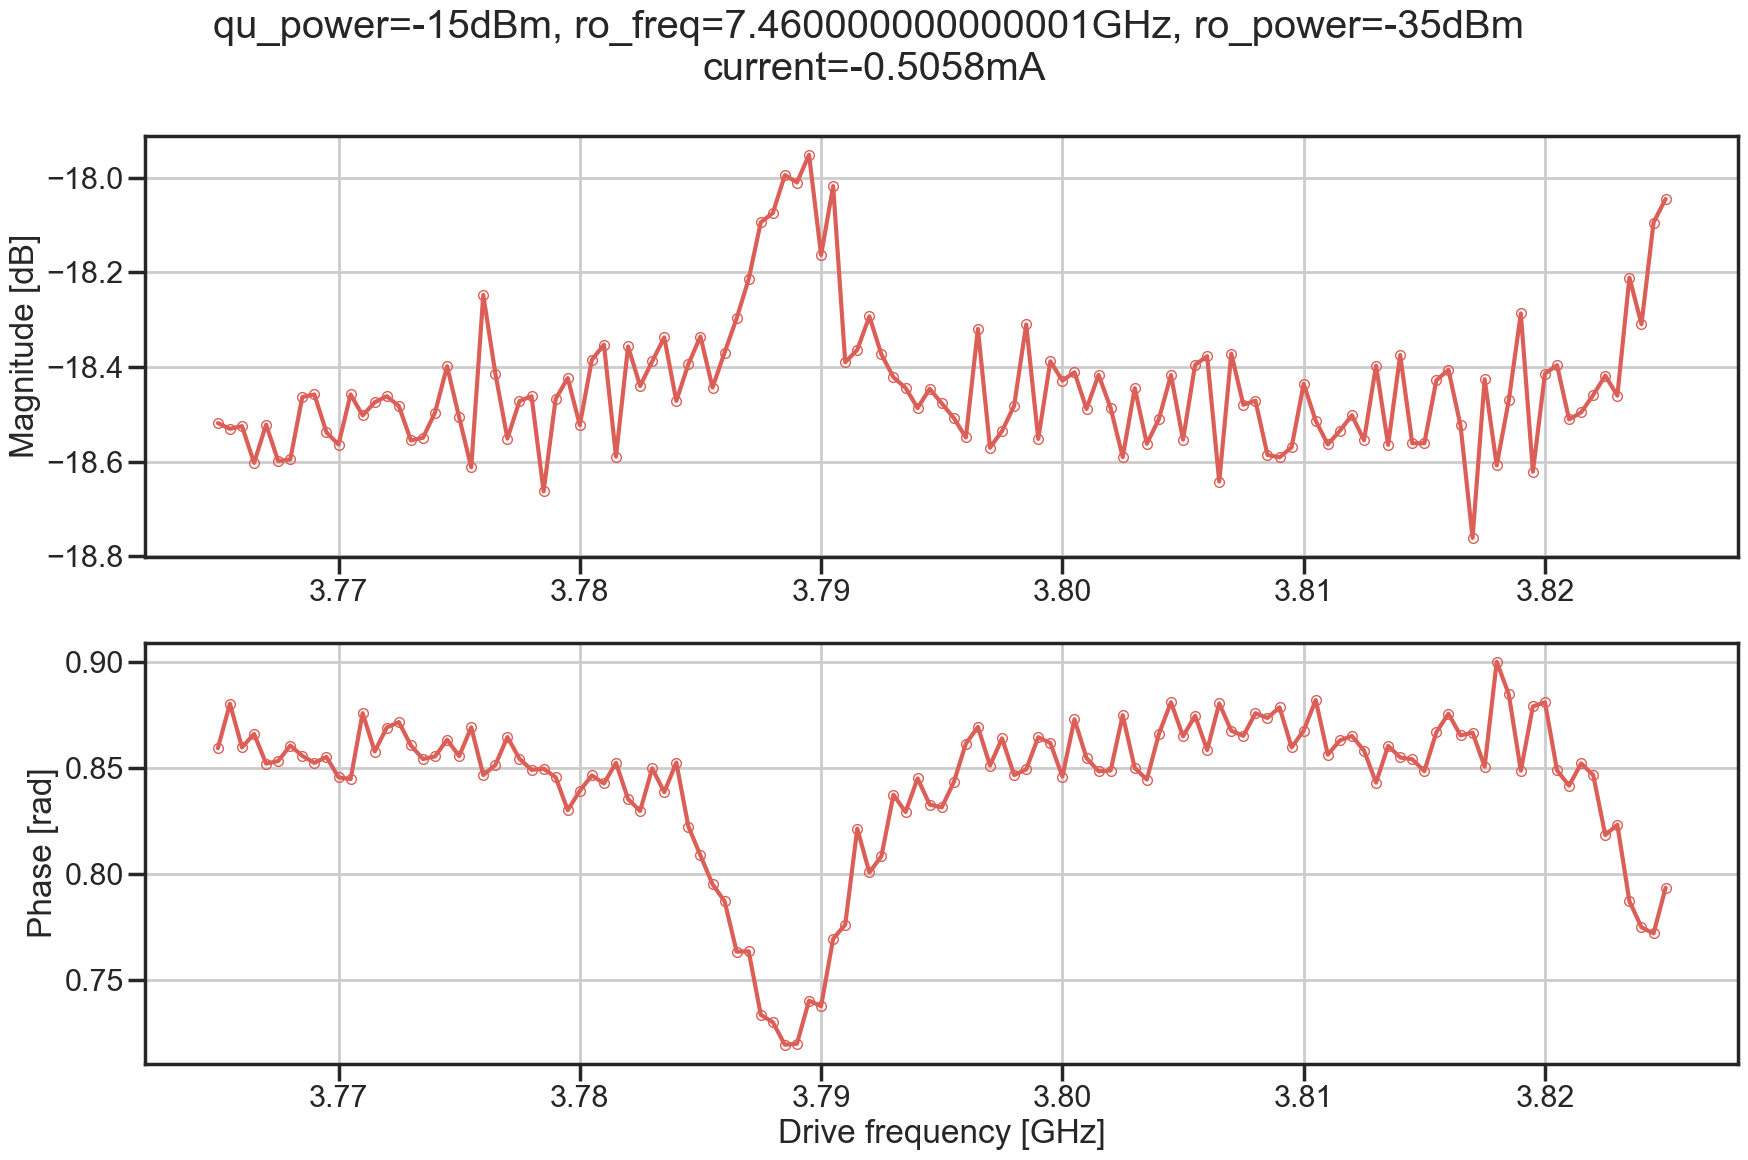 qu_power=-15dBm, ro_freq=7.460000000000001GHz, ro_power=-35dBm
current=-0.5058mA
Magnitude [dB]
−18.0
−18.2
−18.4
−18.6
−18.8
3.77 3.78 3.79 3.80 3.81 3.82
Phase [rad]
0.90
0.85
0.80
0.75
3.77 3.78 3.79 3.80 3.81 3.82
Drive frequency [GHz]